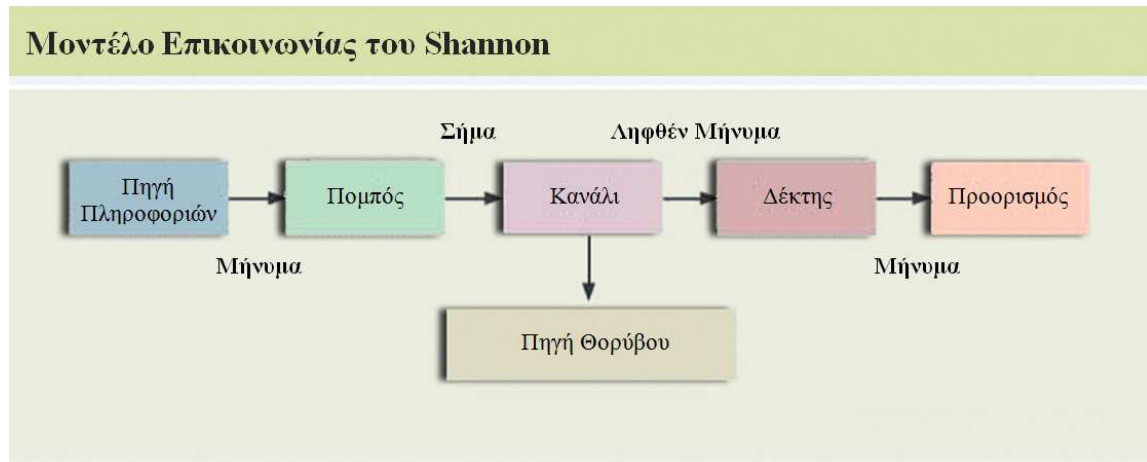 Μοντέλο Επικοινωνίας του Shannon
Σήμα
Ληφθέν Μήνυμα
Πηγή
Πληροφοριών
Πομπός
Κανάλι
Δέκτης
Προορισμός
Μήνυμα
Μήνυμα
Πηγή Θορύβου